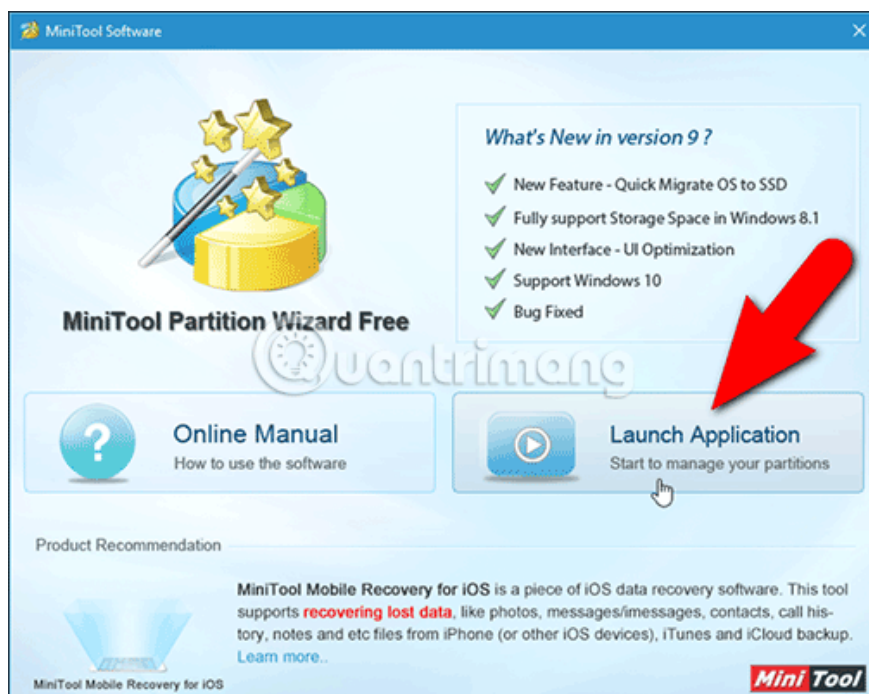 MiniTool Software
What's New in version 9 ?
New Feature - Quick Migrate OS to SSD
Fully support Storage Space in Windows 8.1
New Interface - UI Optimization
Support Windows 10
Bug Fixed
MiniTool Partition Wizard Free
Quantrimang
Online Manual
How to use the software
Launch Application
Start to manage your partitions
Product Recommendation
MiniTool Mobile Recovery for iOS is a piece of iOS data recovery software. This tool
supports recovering lost data, like photos, messages/imessages, contacts, call his-
tory, notes and etc files from iPhone (or other iOS devices), iTunes and iCloud backup.
Learn more..
MiniTool Mobile Recovery for iOS
Mini Tool